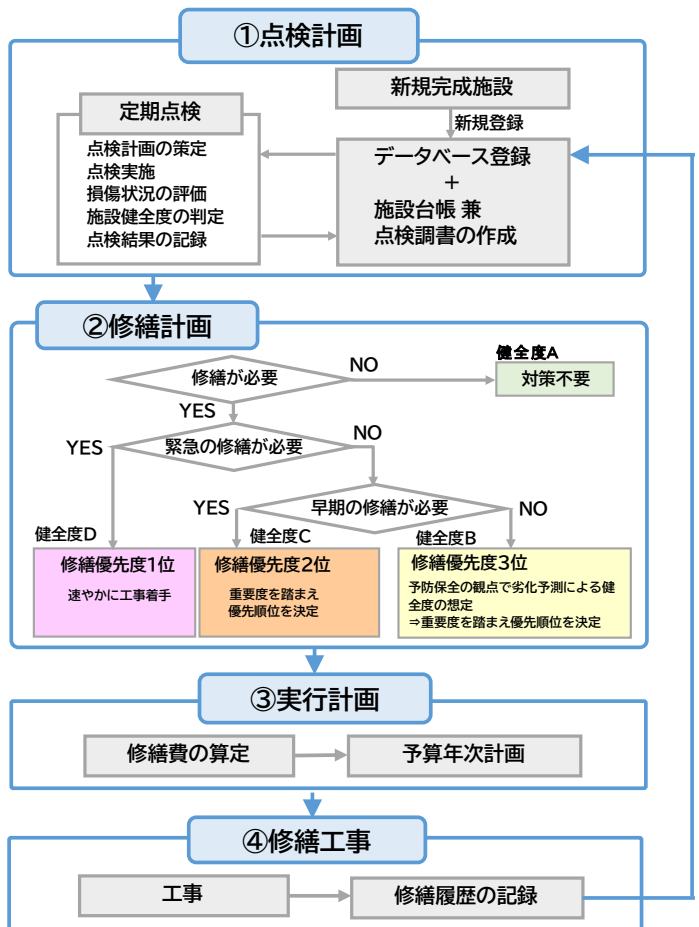 ①点検計画
新規完成施設
新規登録
定期点検
点検計画の策定
点検実施
損傷状況の評価
施設健全度の判定
点検結果の記録
データベース登録
+
施設台帳 兼
点検調書の作成
②修繕計画
修繕が必要
NO
健全度A
対策不要
YES
緊急の修繕が必要
YES
NO
早期の修繕が必要
YES
NO
健全度D
修繕優先度1位
速やかに工事着手
健全度C
修繕優先度2位
重要度を踏まえ
優先順位を決定
健全度B
修繕優先度3位
予防保全の観点で劣化予測による健
全度の想定
⇒重要度を踏まえ優先順位を決定
③実行計画
修繕費の算定
予算年次計画
④修繕工事
工事
修繕履歴の記録